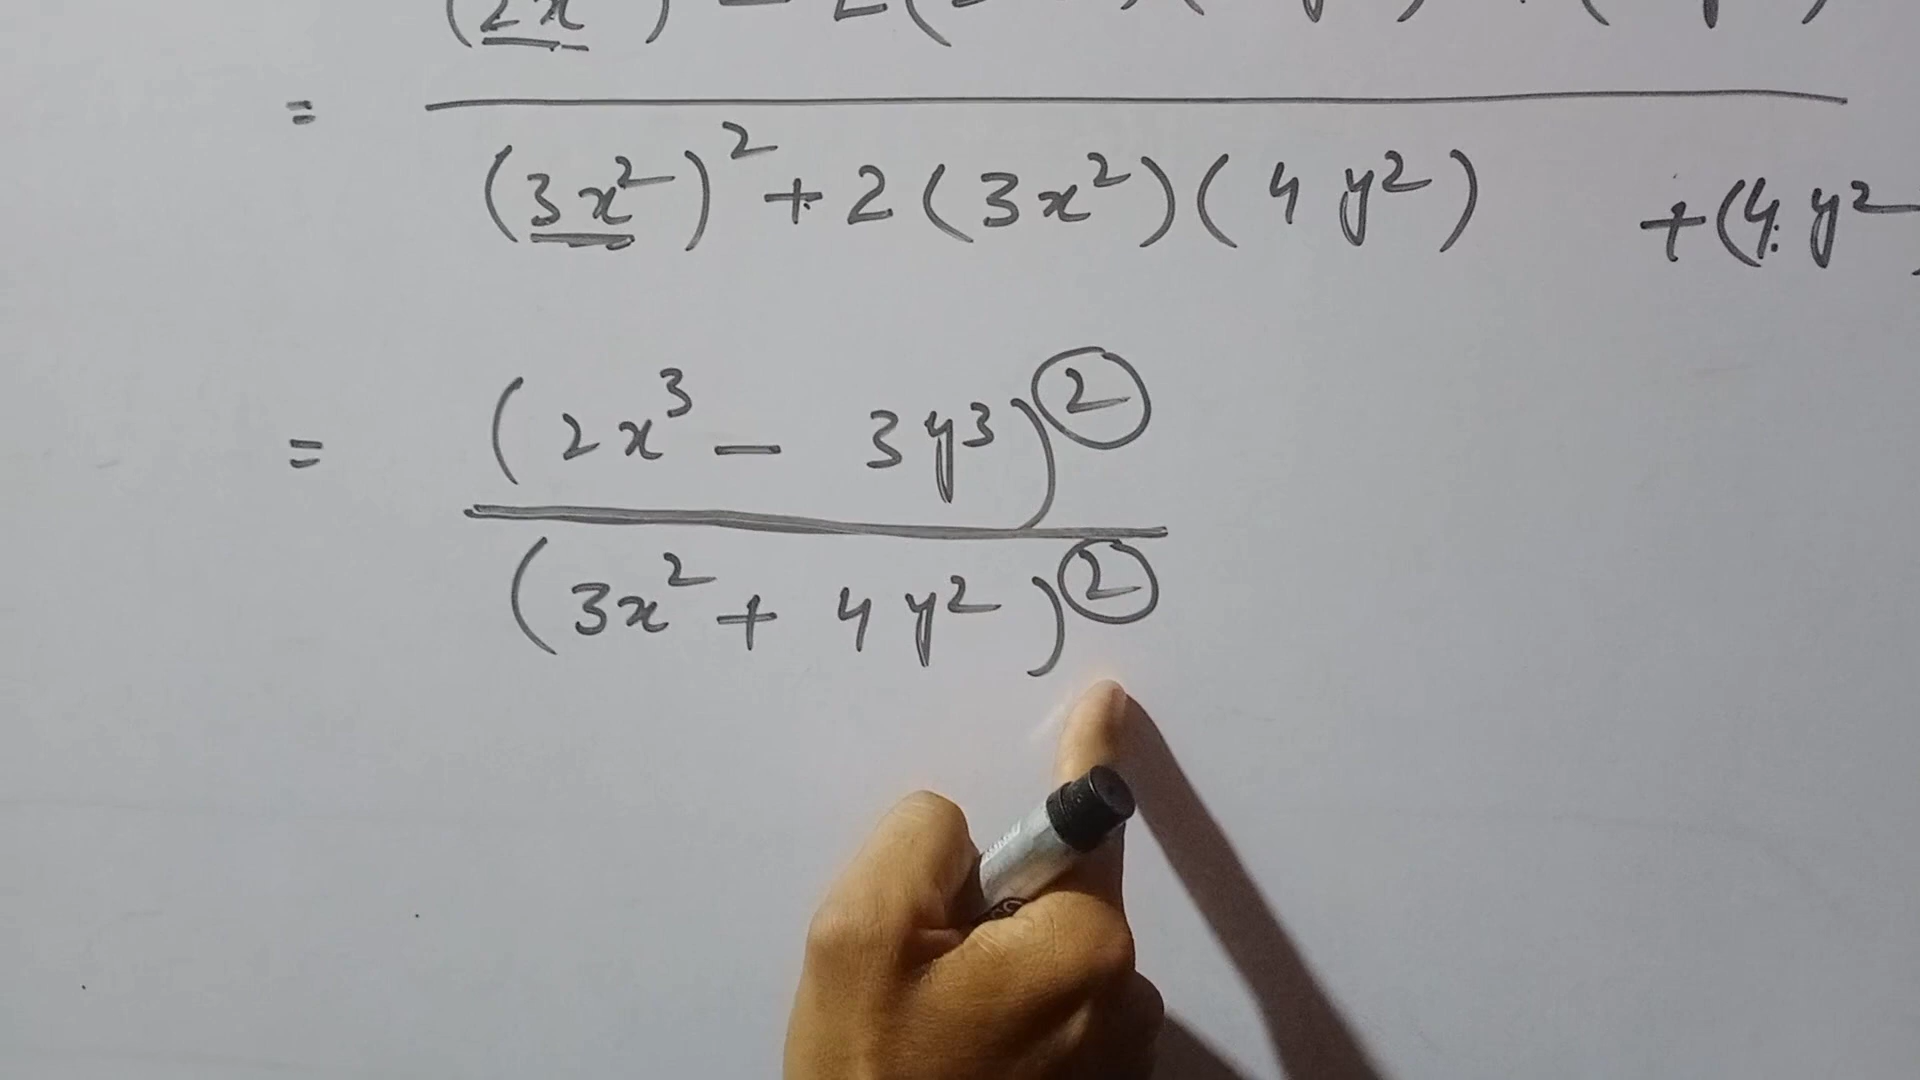 = (3x²)² + 2(3x²)(4y²) + (4y²
= (2x³ - 3y³)²
(3x² + 4y²)²